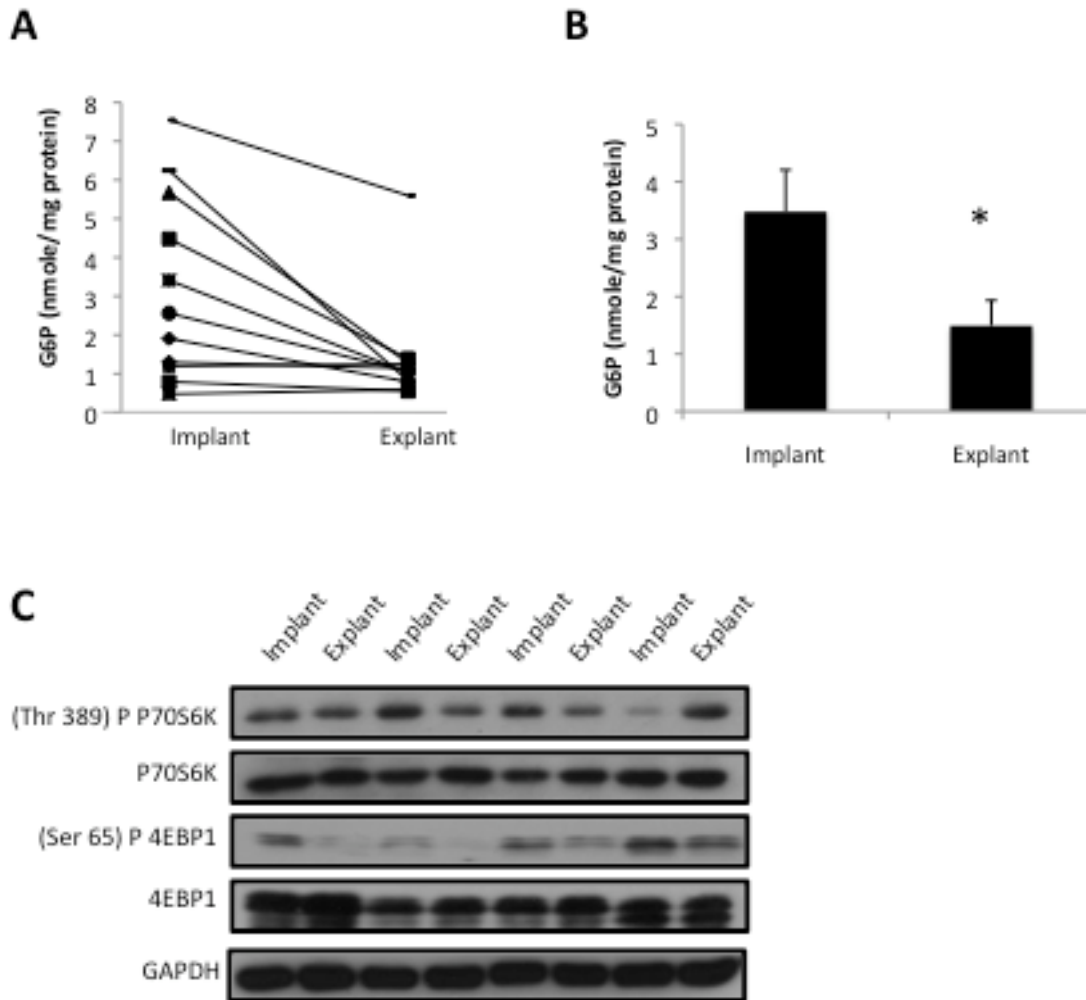 A
G6P (nmole/mg protein)
8
7
6
5
4
3
2
1
0
Implant
Explant
B
G6P (nmole/mg protein)
5
4
3
2
1
0
*
Implant
Explant
C
Implant
Explant
Implant
Explant
Implant
Explant
Implant
Explant
(Thr 389) P P70S6K
P70S6K
(Ser 65) P 4EBP1
4EBP1
GAPDH